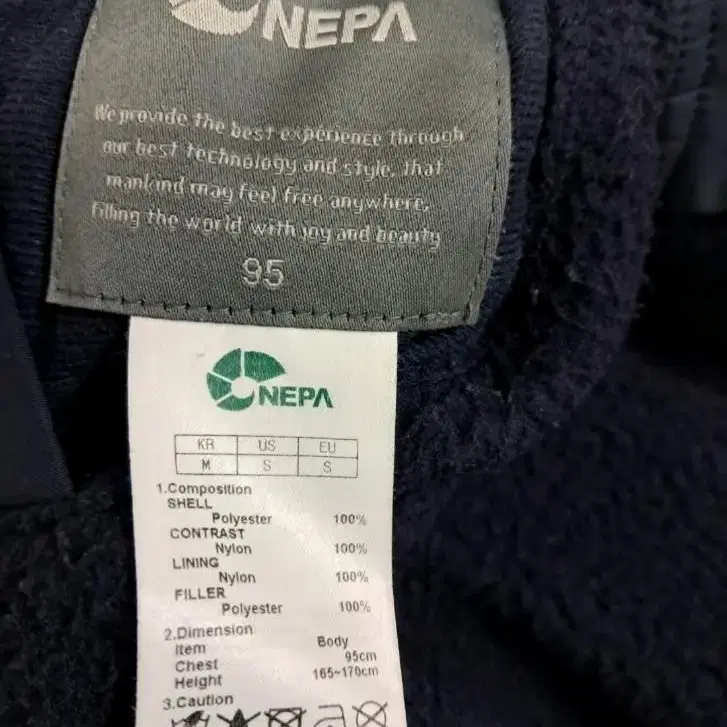 NEPA
We provide the best experience through
our best technology and style, that
mankind may feel free anywhere,
filling the world with joy and beauty
95
NEPA
KR US EU
M S S
1.Composition
SHELL
Polyester 100%
CONTRAST
Nylon 100%
LINING
Nylon 100%
FILLER
Polyester 100%
2.Dimension
Item Body
Chest 95cm
Height 165~170cm
3.Caution